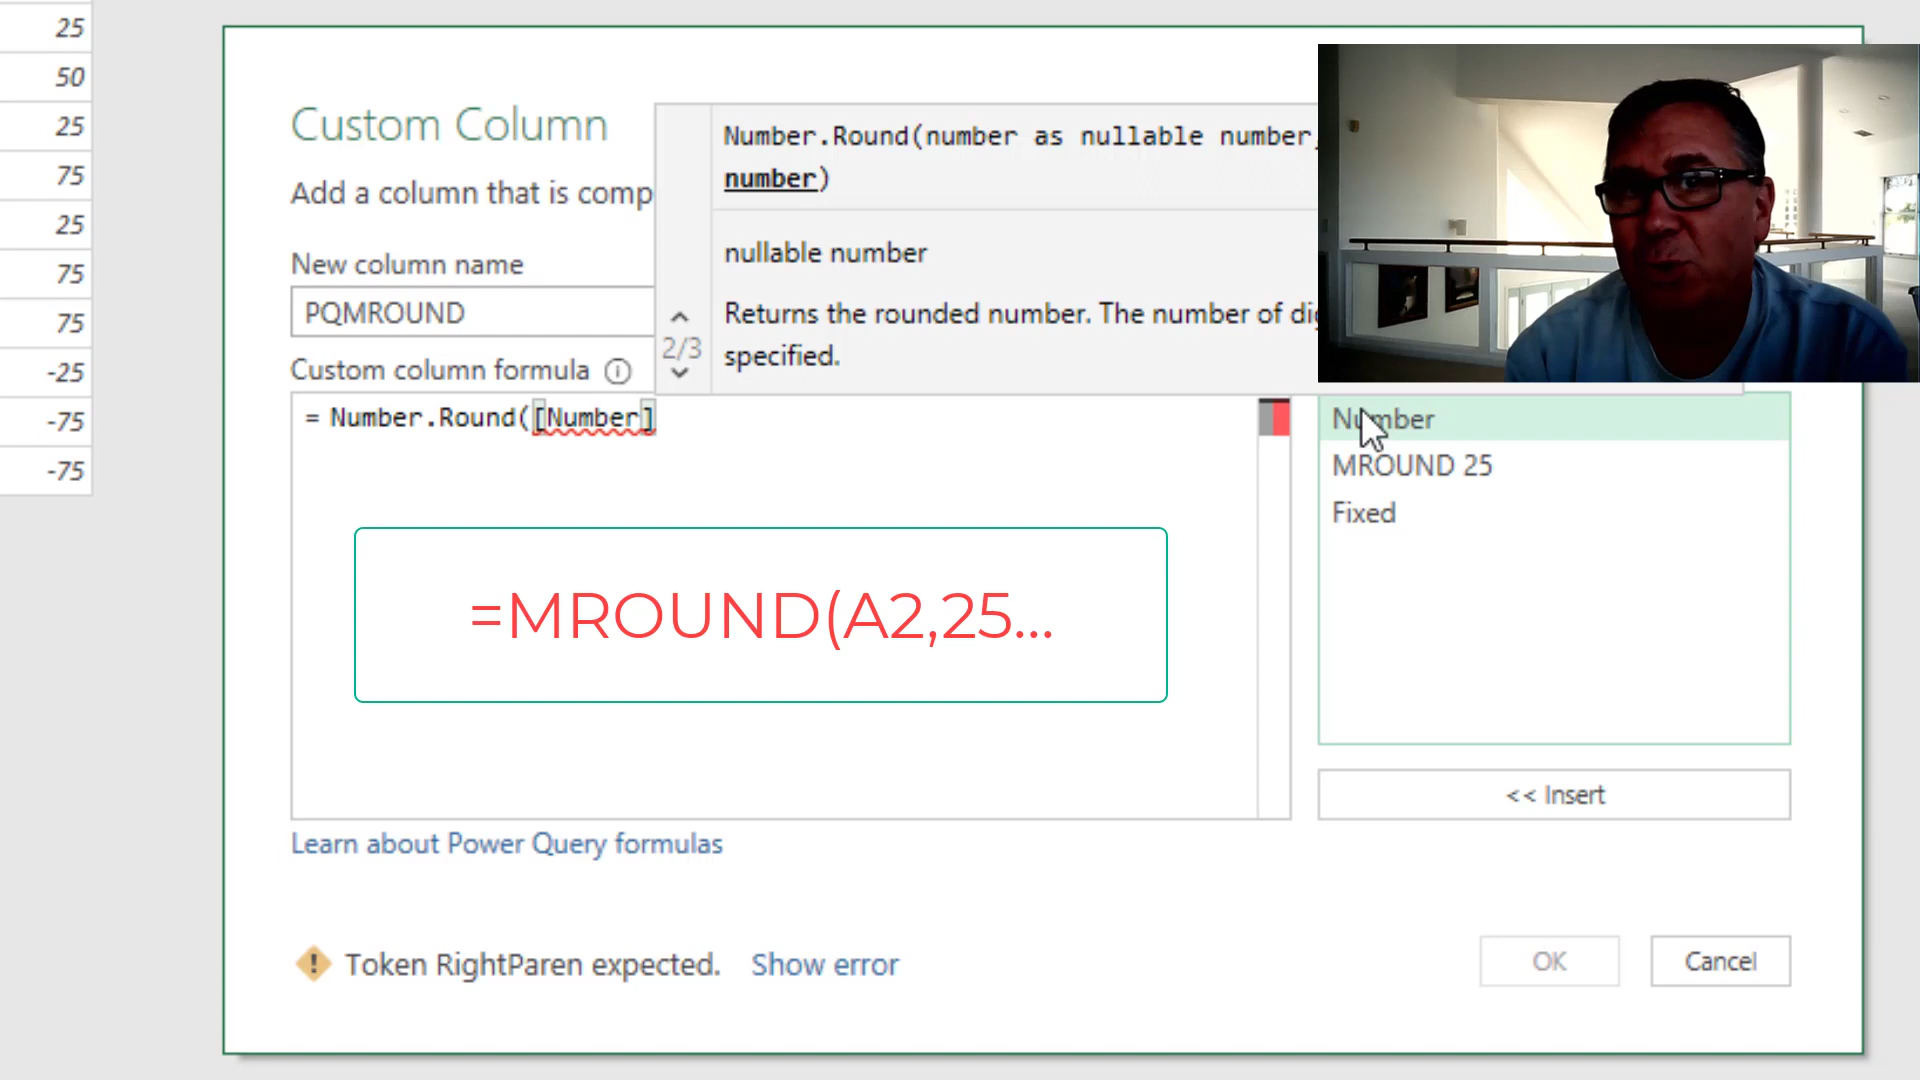 25
50
25
75
25
75
75
-25
-75
-75
Custom Column
Add a column that is comp
New column name
PQMROUND
Custom column formula
= Number.Round([Number]
2/3
Number.Round(number as nullable number,
number)
nullable number
Returns the rounded number. The number of di
specified.
=MROUND(A2,25...
Number
MROUND 25
Fixed
<< Insert
Learn about Power Query formulas
Token RightParen expected. Show error
OK
Cancel